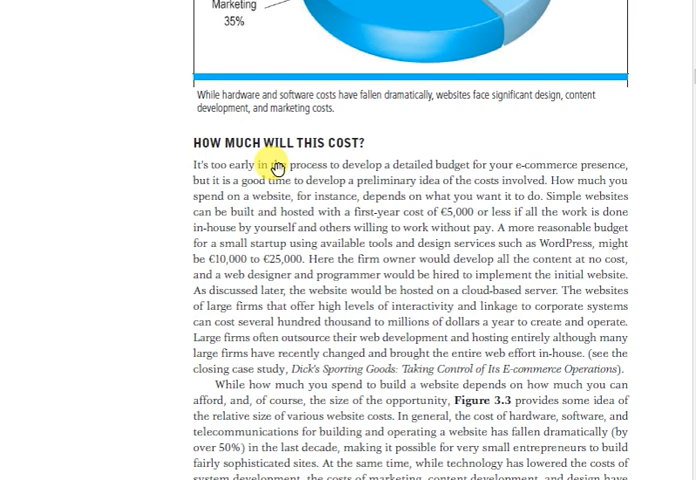 Marketing
35%
While hardware and software costs have fallen dramatically, websites face significant design, content
development, and marketing costs.
HOW MUCH WILL THIS COST?
It's too early in the process to develop a detailed budget for your e-commerce presence,
but it is a good time to develop a preliminary idea of the costs involved. How much you
spend on a website, for instance, depends on what you want it to do. Simple websites
can be built and hosted with a first-year cost of €5,000 or less if all the work is done
in-house by yourself and others willing to work without pay. A more reasonable budget
for a small startup using available tools and design services such as WordPress, might
be €10,000 to €25,000. Here the firm owner would develop all the content at no cost,
and a web designer and programmer would be hired to implement the initial website.
As discussed later, the website would be hosted on a cloud-based server. The websites
of large firms that offer high levels of interactivity and linkage to corporate systems
can cost several hundred thousand to millions of dollars a year to create and operate.
Large firms often outsource their web development and hosting entirely although many
large firms have recently changed and brought the entire web effort in-house. (see the
closing case study, Dick's Sporting Goods: Taking Control of Its E-commerce Operations).
While how much you spend to build a website depends on how much you can
afford, and, of course, the size of the opportunity, Figure 3.3 provides some idea of
the relative size of various website costs. In general, the cost of hardware, software, and
telecommunications for building and operating a website has fallen dramatically (by
over 50%) in the last decade, making it possible for very small entrepreneurs to build
fairly sophisticated sites. At the same time, while technology has lowered the costs of
system development, the costs of marketing, content development, and design have